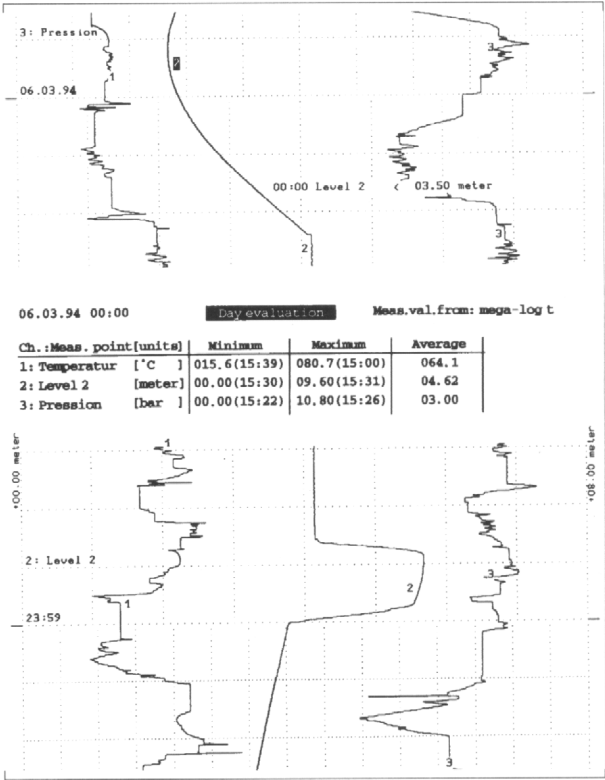 3: Pression
3
1
2
06.03.94
00:00 Level 2 < 03.50 meter
3
2
06.03.94 00:00 Day evaluation Meas.val.from: mega-log t
Ch.:Meas. point[units] Minimum Maximum Average
1: Temperatur [°C ] 015.6(15:39) 080.7(15:00) 064.1
2: Level 2 [meter] 00.00(15:30) 09.60(15:31) 04.62
3: Pression [bar ] 00.00(15:22) 10.80(15:26) 03.00
+00.00 meter
+08.00 meter
1
2: Level 2
3
2
1
23:59
3